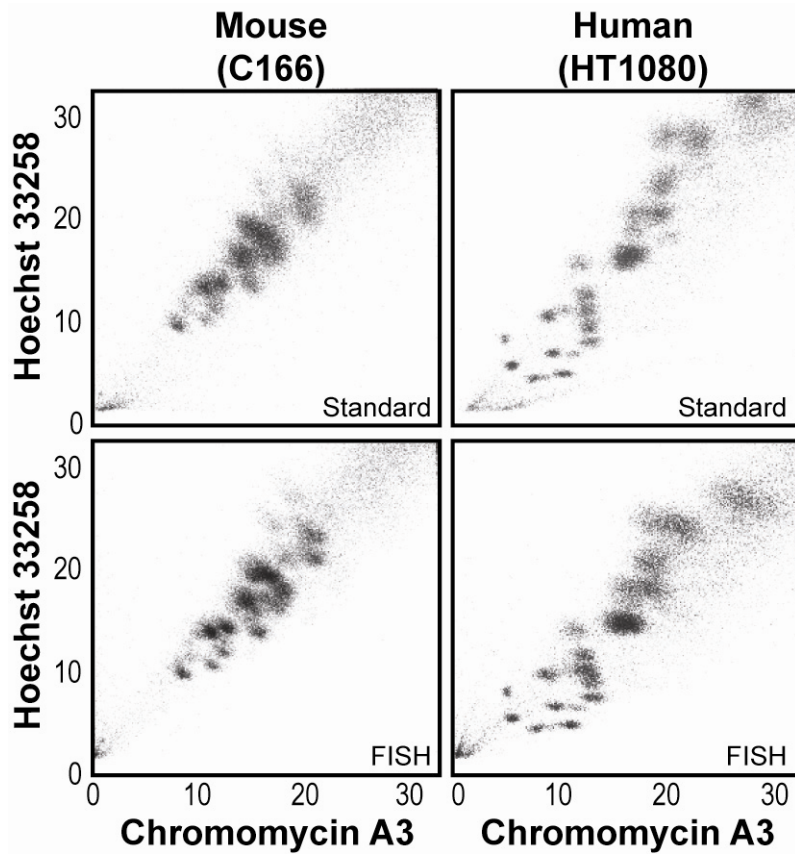 Mouse
(C166)
Human
(HT1080)
Hoechst 33258
30
20
10
0
Standard
Standard
Hoechst 33258
30
20
10
0
FISH
FISH
0 10 20 30
0 10 20 30
Chromomycin A3
Chromomycin A3